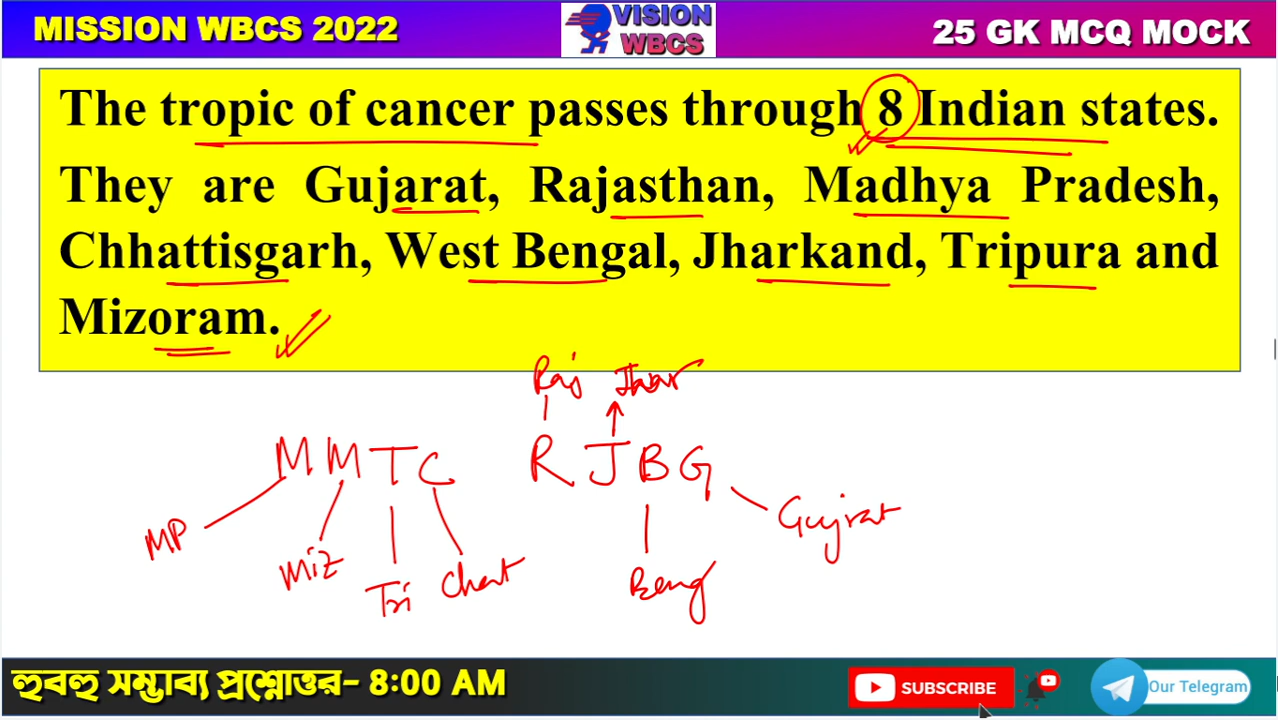 MISSION WBCS 2022
VISION
WBCS
25 GK MCQ MOCK
The tropic of cancer passes through 8 Indian states.
They are Gujarat, Rajasthan, Madhya Pradesh,
Chhattisgarh, West Bengal, Jharkand, Tripura and
Mizoram.
Raj Jhar
M M T C R J B G
MP Miz Tri Chat Beng Gujrat
হুবহু সম্ভাব্য প্রশ্নোত্তর- 8:00 AM
SUBSCRIBE
Our Telegram